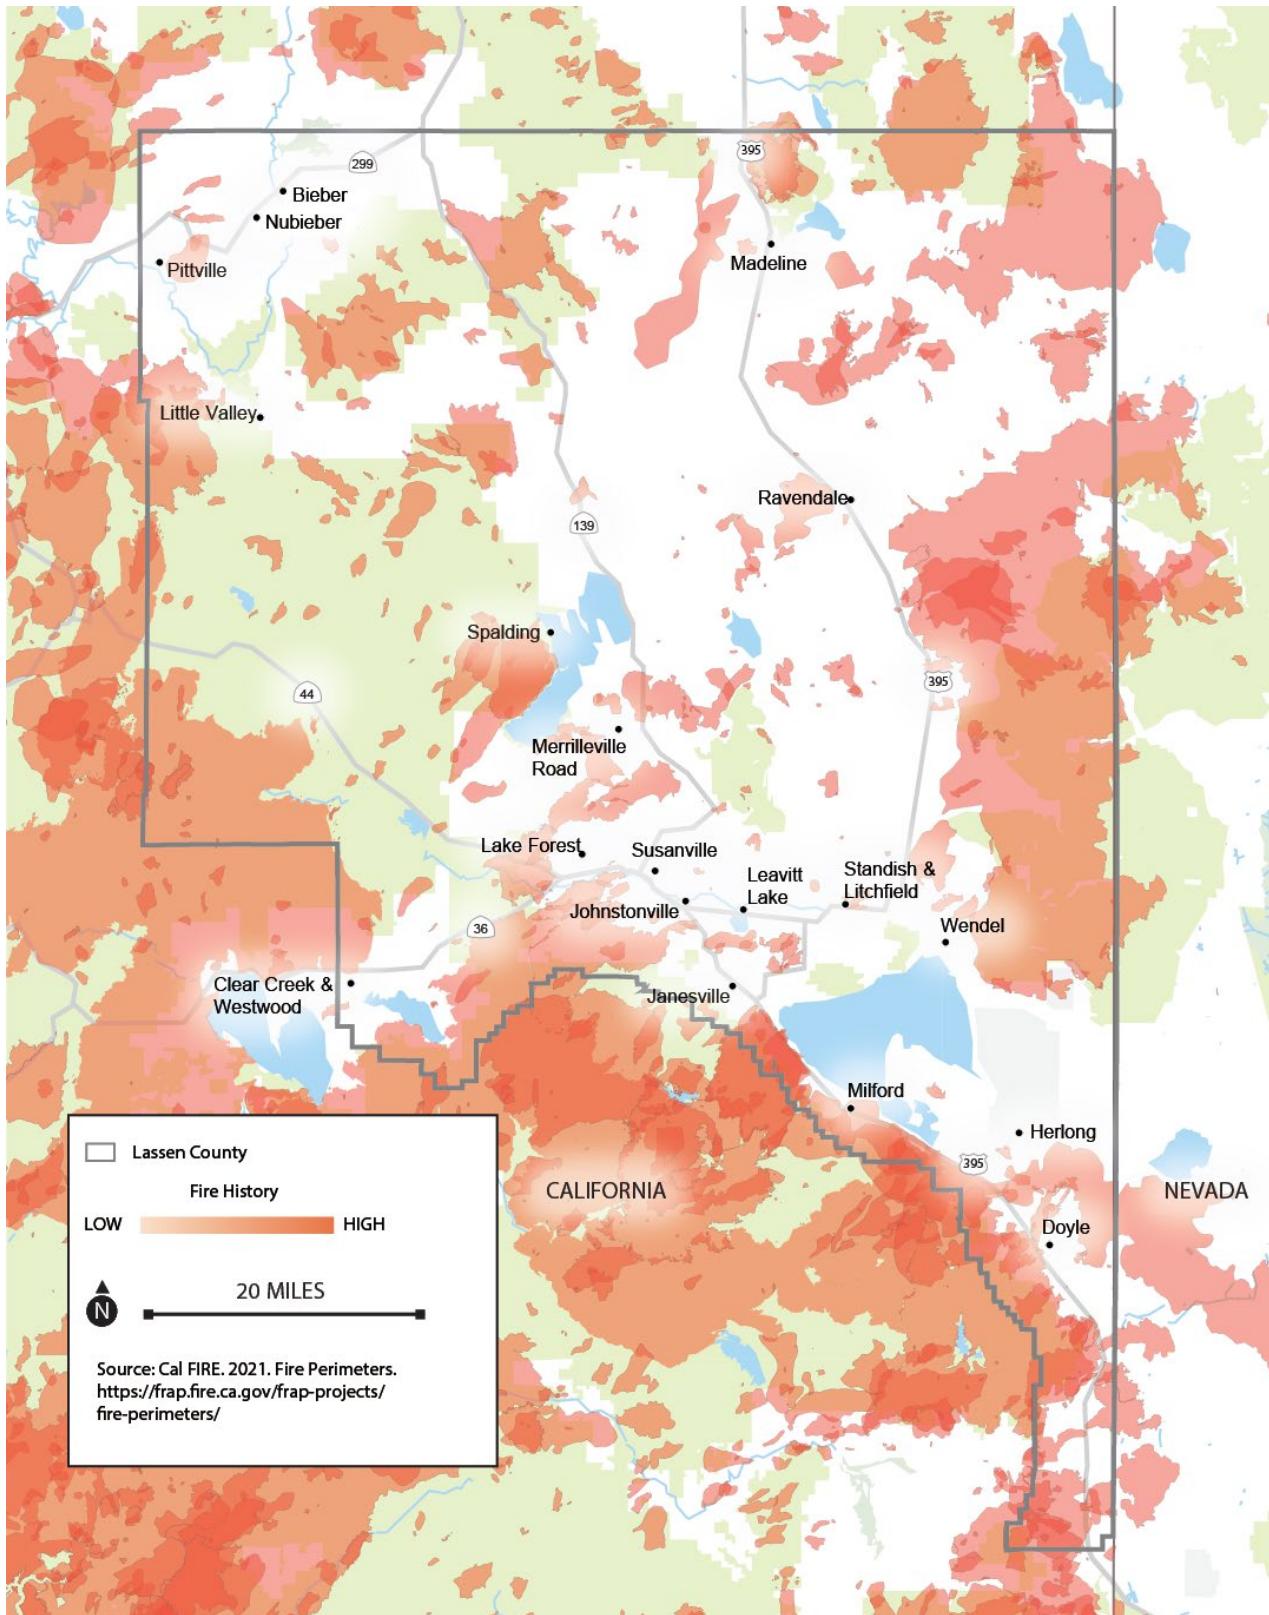 395
299
Bieber
Nubieber
Pittville
Madeline
Little Valley
Ravendale
139
Spalding
395
44
Merrilleville
Road
Lake Forest
Susanville
Leavitt
Lake
Standish &
Litchfield
Johnstonville
36
Wendel
Clear Creek &
Westwood
Janesville
Milford
Herlong
395
CALIFORNIA
NEVADA
Doyle
Lassen County
Fire History
LOW
HIGH
N
20 MILES
Source: Cal FIRE. 2021. Fire Perimeters.
https://frap.fire.ca.gov/frap-projects/
fire-perimeters/